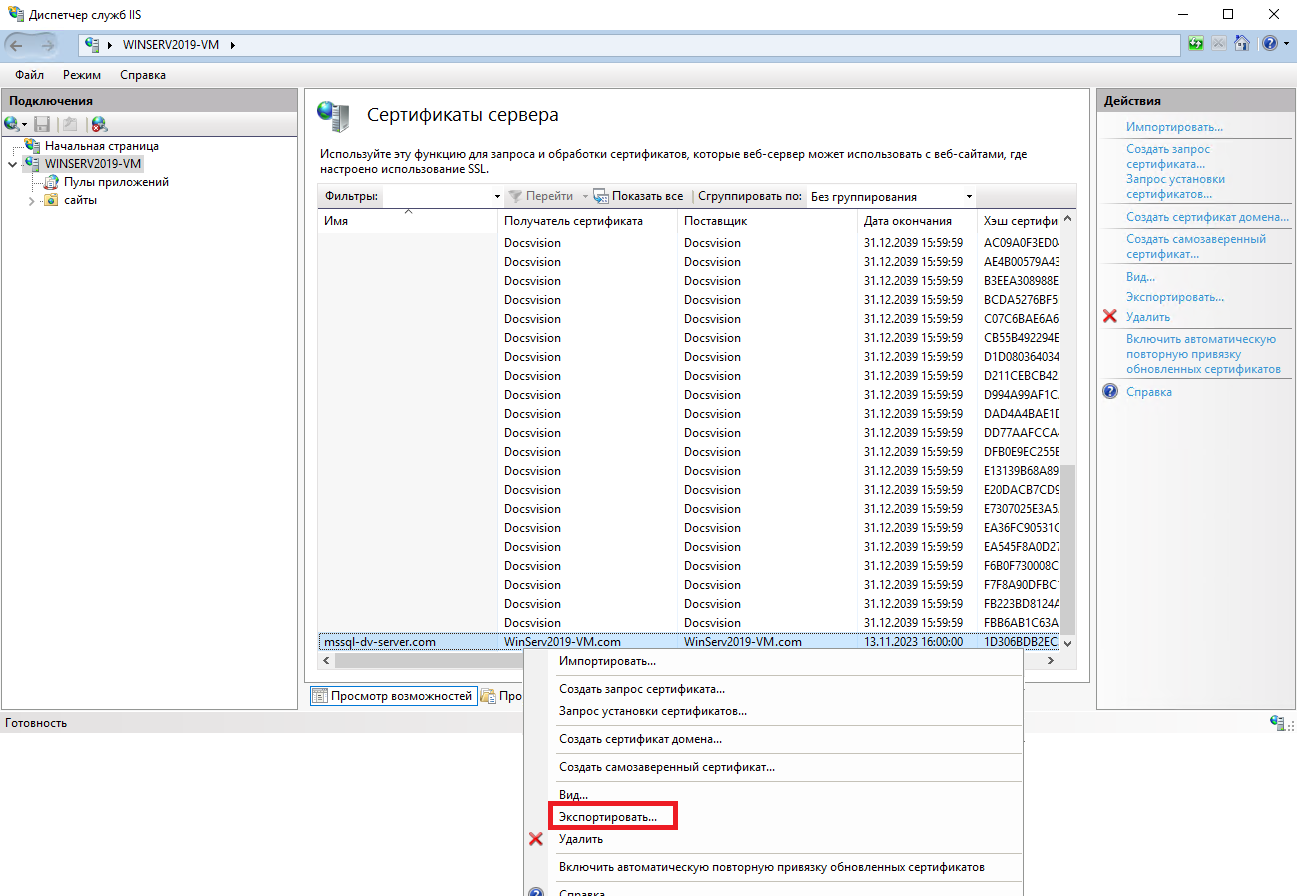 Диспетчер служб IIS
WINSERV2019-VM
Файл Режим Справка
Подключения
Начальная страница
WINSERV2019-VM
Пулы приложений
сайты
Сертификаты сервера
Используйте эту функцию для запроса и обработки сертификатов, которые веб-сервер может использовать с веб-сайтами, где
настроено использование SSL.
Фильтры: Перейти Показать все Сгруппировать по: Без группирования
Имя Получатель сертификата Поставщик Дата окончания Хэш сертифи
Docsvision Docsvision 31.12.2039 15:59:59 AC09A0F3ED04
Docsvision Docsvision 31.12.2039 15:59:59 AE4B00579A43
Docsvision Docsvision 31.12.2039 15:59:59 B3EEA308988E
Docsvision Docsvision 31.12.2039 15:59:59 BCDA5276BF5
Docsvision Docsvision 31.12.2039 15:59:59 C07C6BAE6A6
Docsvision Docsvision 31.12.2039 15:59:59 CB55B492294E
Docsvision Docsvision 31.12.2039 15:59:59 D1D080364034
Docsvision Docsvision 31.12.2039 15:59:59 D211CEBCB42
Docsvision Docsvision 31.12.2039 15:59:59 D994A99AF1C
Docsvision Docsvision 31.12.2039 15:59:59 DAD4A4BAE1D
Docsvision Docsvision 31.12.2039 15:59:59 DD77AAFCCA
Docsvision Docsvision 31.12.2039 15:59:59 DFB0E9EC255E
Docsvision Docsvision 31.12.2039 15:59:59 E13139B68A89
Docsvision Docsvision 31.12.2039 15:59:59 E20DACB7CD9
Docsvision Docsvision 31.12.2039 15:59:59 E7307025E3A5
Docsvision Docsvision 31.12.2039 15:59:59 EA36FC90531C
Docsvision Docsvision 31.12.2039 15:59:59 EA545F8A0D27
Docsvision Docsvision 31.12.2039 15:59:59 F6B0F730008C
Docsvision Docsvision 31.12.2039 15:59:59 F7F8A90DFBC
Docsvision Docsvision 31.12.2039 15:59:59 FB223BD8124A
Docsvision Docsvision 31.12.2039 15:59:59 FBB6AB1C63A
mssql-dv-server.com WinServ2019-VM.com WinServ2019-VM.com 13.11.2023 16:00:00 1D306BDB2EC
Просмотр возможностей Про
Готовность
Импортировать...
Создать запрос сертификата...
Запрос установки сертификатов...
Создать сертификат домена...
Создать самозаверенный сертификат...
Вид...
Экспортировать...
Удалить
Включить автоматическую повторную привязку обновленных сертификатов
Справка
Действия
Импортировать...
Создать запрос
сертификата...
Запрос установки
сертификатов...
Создать сертификат домена...
Создать самозаверенный
сертификат...
Вид...
Экспортировать...
Удалить
Включить автоматическую
повторную привязку
обновленных сертификатов
Справка